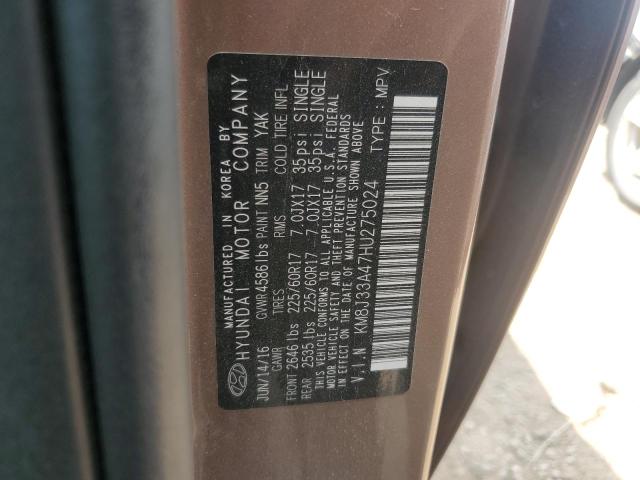 MANUFACTURED IN KOREA BY
HYUNDAI MOTOR COMPANY
JUN/14/16 GVWR 4586 lbs PAINT NN5 TRIM YAK
GAWR TIRES RIMS COLD TIRE INFL
FRONT 2646 lbs 225/60R17 7.0JX17 35psi SINGLE
REAR 2535 lbs 225/60R17 7.0JX17 35psi SINGLE
THIS VEHICLE CONFORMS TO ALL APPLICABLE U.S.A. FEDERAL
MOTOR VEHICLE SAFETY AND THEFT PREVENTION STANDARDS
IN EFFECT ON THE DATE OF MANUFACTURE SHOWN ABOVE.
V.I.N KM8J33A47HU275024 TYPE : MPV